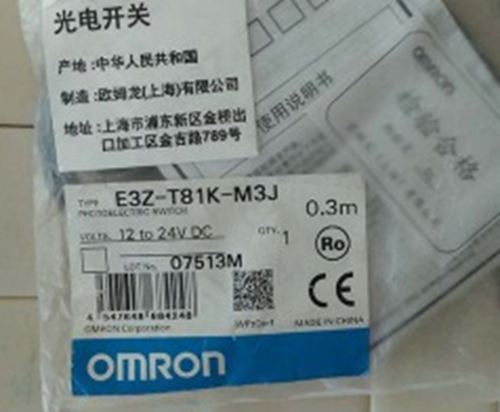 光电开关
产地:中华人民共和国
制造:欧姆龙(上海)有限公司
地址:上海市浦东新区金桥出
口加工区金吉路789号
使用说明书
OMRON
检验合格
TYPE E3Z-T81K-M3J 0.3m
PHOTOELECTRIC SWITCH
VOLTS. 12 to 24V DC QTY. 1
Ro
LOT No. 07513M
CE
OMRON Corporation
MADE IN CHINA
OMRON